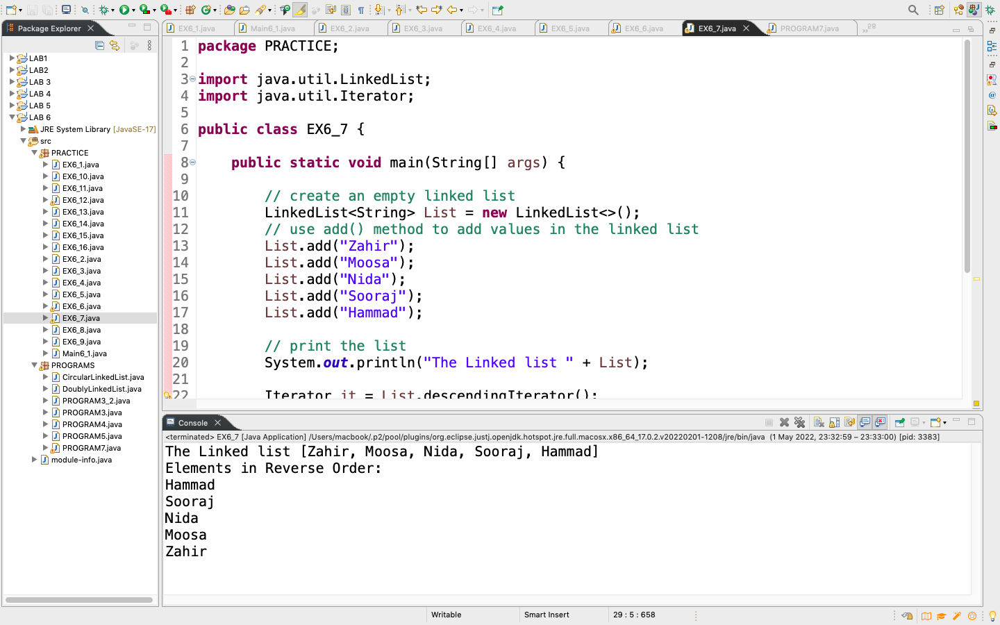 Package Explorer
EX6_1.java
Main6_1.java
EX6_2.java
EX6_3.java
EX6_4.java
EX6_5.java
EX6_6.java
EX6_7.java
PROGRAM7.java
28
LAB1
LAB2
LAB 3
LAB 4
LAB 5
LAB 6
JRE System Library [JavaSE-17]
src
PRACTICE
EX6_1.java
EX6_10.java
EX6_11.java
EX6_12.java
EX6_13.java
EX6_14.java
EX6_15.java
EX6_16.java
EX6_2.java
EX6_3.java
EX6_4.java
EX6_5.java
EX6_6.java
EX6_7.java
EX6_8.java
EX6_9.java
Main6_1.java
PROGRAMS
CircularLinkedList.java
DoublyLinkedList.java
PROGRAM3_2.java
PROGRAM3.java
PROGRAM4.java
PROGRAM5.java
PROGRAM7.java
module-info.java
1 package PRACTICE;
2
3 import java.util.LinkedList;
4 import java.util.Iterator;
5
6 public class EX6_7 {
7
8 public static void main(String[] args) {
9
10 // create an empty linked list
11 LinkedList<String> List = new LinkedList<>();
12 // use add() method to add values in the linked list
13 List.add("Zahir");
14 List.add("Moosa");
15 List.add("Nida");
16 List.add("Sooraj");
17 List.add("Hammad");
18
19 // print the list
20 System.out.println("The Linked list " + List);
21
22 Iterator it = List.descendingIterator();
Console
<terminated> EX6_7 [Java Application] /Users/macbook/.p2/pool/plugins/org.eclipse.justj.openjdk.hotspot.jre.full.macosx.x86_64_17.0.2.v20220201-1208/jre/bin/java (1 May 2022, 23:32:59 – 23:33:00) [pid: 3383]
The Linked list [Zahir, Moosa, Nida, Sooraj, Hammad]
Elements in Reverse Order:
Hammad
Sooraj
Nida
Moosa
Zahir
Writable
Smart Insert
29 : 5 : 658